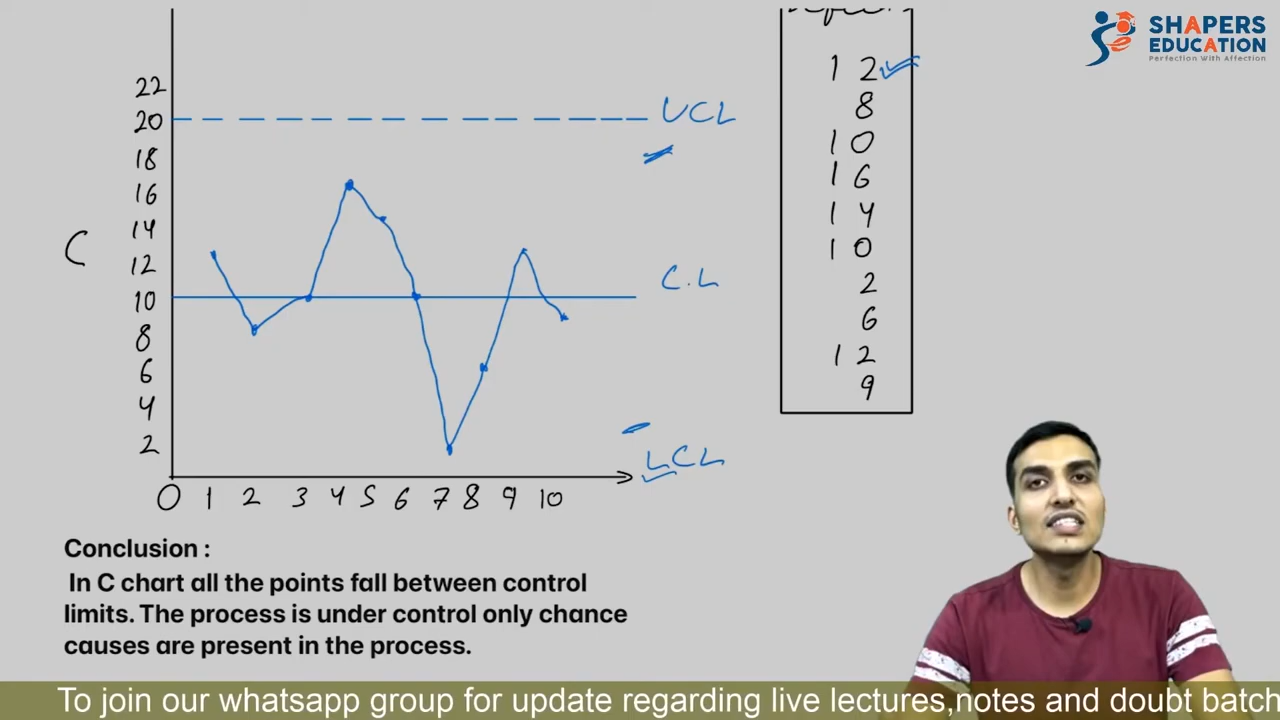 SHAPERS
EDUCATION
Perfection With Affection
22
20
18
16
14
12
10
8
6
4
2
C
UCL
C.L
LCL
0 1 2 3 4 5 6 7 8 9 10
12
8
10
16
14
10
2
6
12
9
Conclusion :
In C chart all the points fall between control
limits. The process is under control only chance
causes are present in the process.
To join our whatsapp group for update regarding live lectures,notes and doubt batch